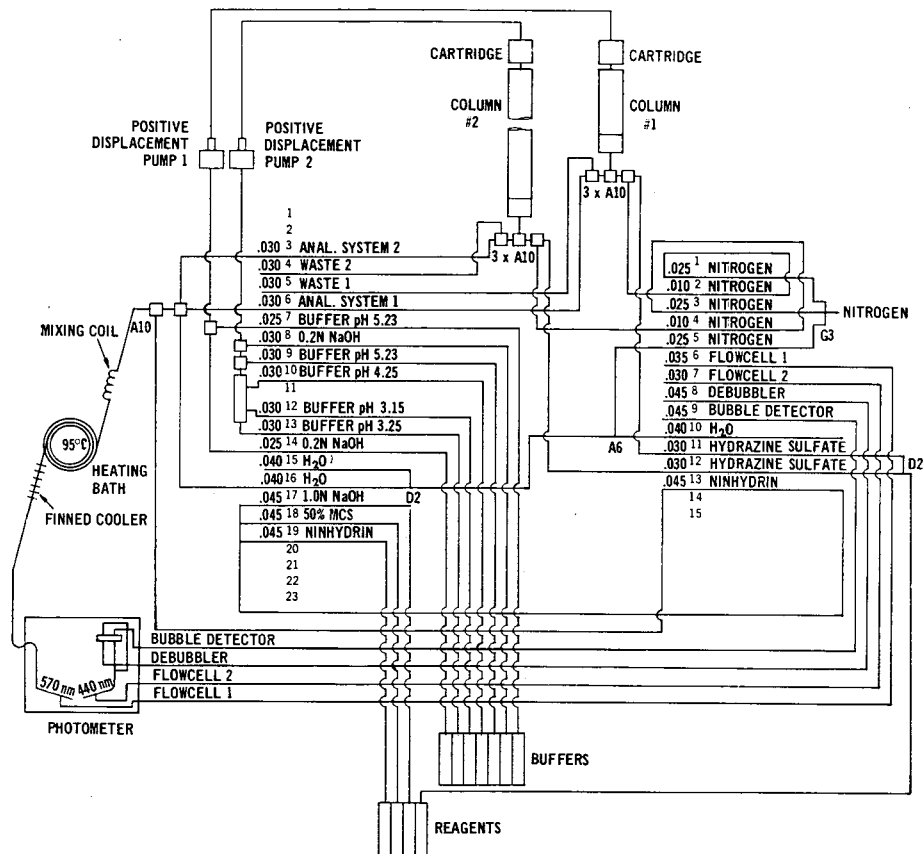 CARTRIDGE
CARTRIDGE
COLUMN
#2
COLUMN
#1
POSITIVE
DISPLACEMENT
PUMP 1
POSITIVE
DISPLACEMENT
PUMP 2
3 x A10
3 x A10
1
2
.030 3 ANAL. SYSTEM 2
.030 4 WASTE 2
.030 5 WASTE 1
.030 6 ANAL. SYSTEM 1
.025 7 BUFFER pH 5.23
.030 8 0.2N NaOH
.030 9 BUFFER pH 5.23
.030 10 BUFFER pH 4.25
11
.030 12 BUFFER pH 3.15
.030 13 BUFFER pH 3.25
.025 14 0.2N NaOH
.040 15 H2O
.040 16 H2O
.045 17 1.0N NaOH
.045 18 50% MCS
.045 19 NINHYDRIN
20
21
22
23
D2
.025 1 NITROGEN
.010 2 NITROGEN
.025 3 NITROGEN
.010 4 NITROGEN
.025 5 NITROGEN
.035 6 FLOWCELL 1
.030 7 FLOWCELL 2
.045 8 DEBUBBLER
.045 9 BUBBLE DETECTOR
.040 10 H2O
.030 11 HYDRAZINE SULFATE
.030 12 HYDRAZINE SULFATE
.045 13 NINHYDRIN
14
15
NITROGEN
G3
A6
D2
A10
MIXING COIL
95°C
HEATING
BATH
FINNED COOLER
BUBBLE DETECTOR
DEBUBBLER
FLOWCELL 2
FLOWCELL 1
570 nm
440 nm
PHOTOMETER
BUFFERS
REAGENTS